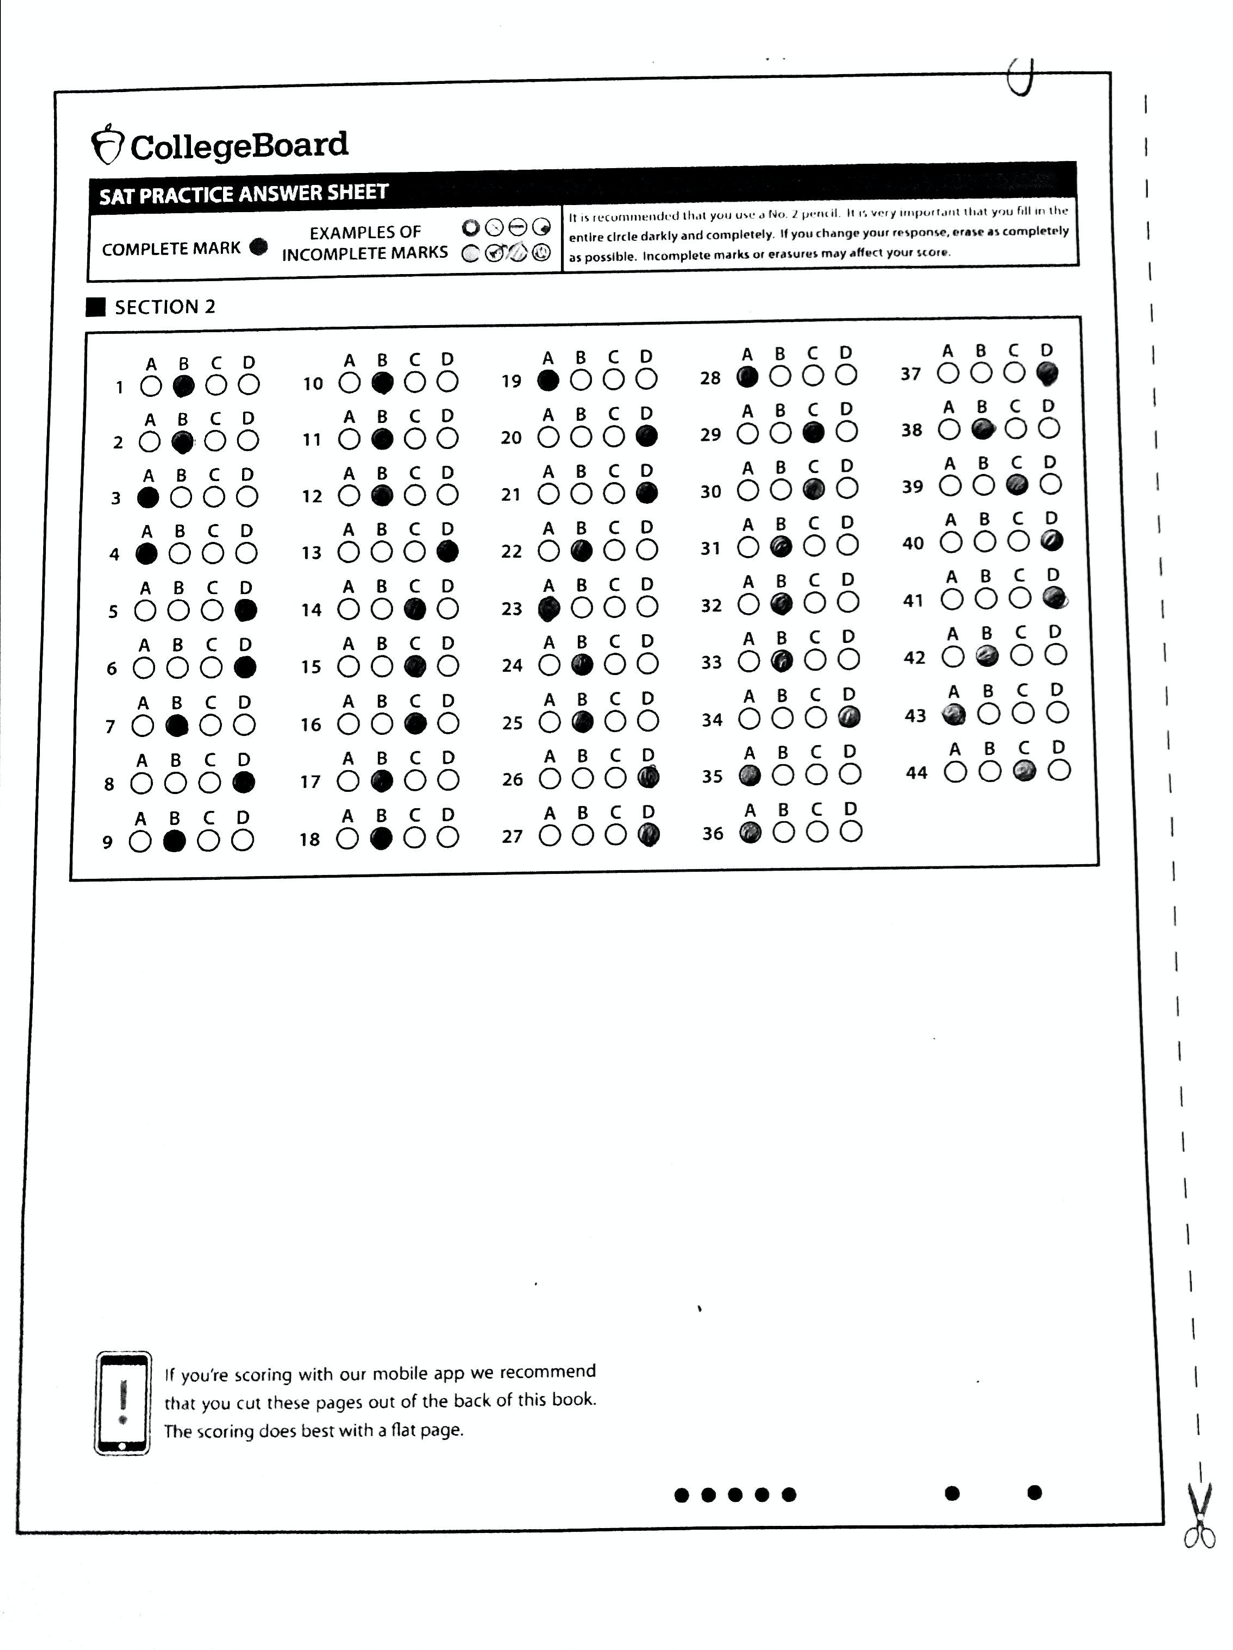 CollegeBoard
SAT PRACTICE ANSWER SHEET
COMPLETE MARK
EXAMPLES OF
INCOMPLETE MARKS
It is recommended that you use a No. 2 pencil. It is very important that you fill in the
entire circle darkly and completely. If you change your response, erase as completely
as possible. Incomplete marks or erasures may affect your score.
SECTION 2
A B C D
1
A B C D
2
A B C D
3
A B C D
4
A B C D
5
A B C D
6
A B C D
7
A B C D
8
A B C D
9
A B C D
10
A B C D
11
A B C D
12
A B C D
13
A B C D
14
A B C D
15
A B C D
16
A B C D
17
A B C D
18
A B C D
19
A B C D
20
A B C D
21
A B C D
22
A B C D
23
A B C D
24
A B C D
25
A B C D
26
A B C D
27
A B C D
28
A B C D
29
A B C D
30
A B C D
31
A B C D
32
A B C D
33
A B C D
34
A B C D
35
A B C D
36
A B C D
37
A B C D
38
A B C D
39
A B C D
40
A B C D
41
A B C D
42
A B C D
43
A B C D
44
!
If you're scoring with our mobile app we recommend
that you cut these pages out of the back of this book.
The scoring does best with a flat page.